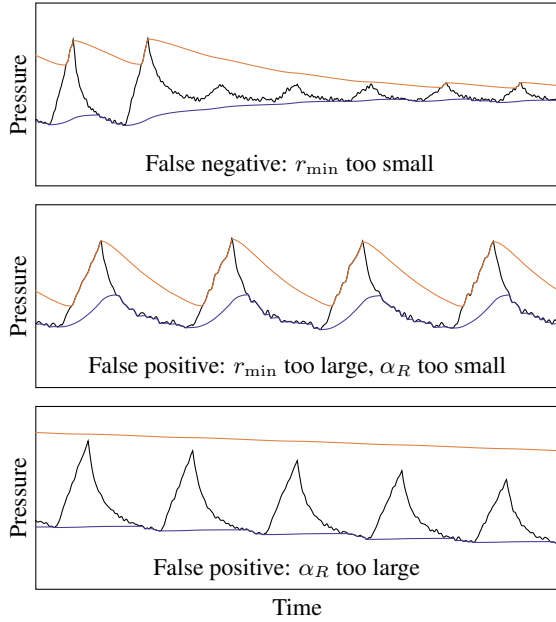 Pressure
False negative: r_min too small
Pressure
False positive: r_min too large, α_R too small
Pressure
False positive: α_R too large
Time